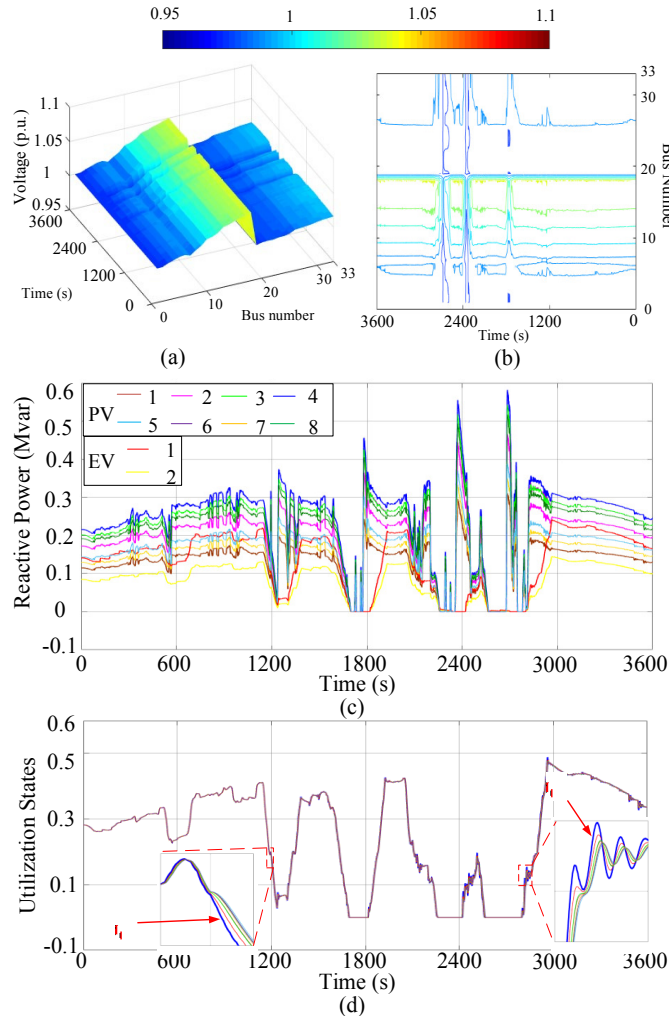 0.95 1 1.05 1.1
1.1
1.05
1
0.95
Voltage (p.u.)
3600
2400
1200
0
Time (s)
0 10 20 30 33
Bus number
(a)
33
30
20
10
0
Bus Number
3600 2400 1200 0
Time (s)
(b)
0.6
0.5
0.4
0.3
0.2
0.1
0
-0.1
Reactive Power (Mvar)
PV
1 2 3 4
5 6 7 8
EV
1
2
0 600 1200 1800 2400 3000 3600
Time (s)
(c)
0.6
0.5
0.3
0.1
-0.1
Utilization States
0 600 1200 1800 2400 3000 3600
Time (s)
(d)